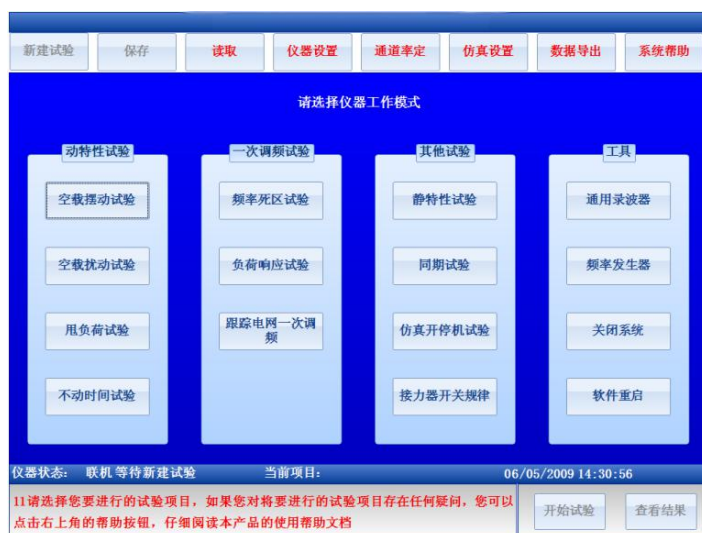 新建试验 保存 读取 仪器设置 通道率定 仿真设置 数据导出 系统帮助
请选择仪器工作模式
动特性试验 一次调频试验 其他试验 工具
空载摆动试验 频率死区试验 静特性试验 通用录波器
空载扰动试验 负荷响应试验 同期试验 频率发生器
甩负荷试验 跟踪电网一次调
频 仿真开停机试验 关闭系统
不动时间试验 接力器开关规律 软件重启
仪器状态: 联机等待新建试验 当前项目: 06/05/2009 14:30:56
11请选择您要进行的试验项目，如果您对将要进行的试验项目存在任何疑问，您可以
点击右上角的帮助按钮，仔细阅读本产品的使用帮助文档
开始试验 查看结果